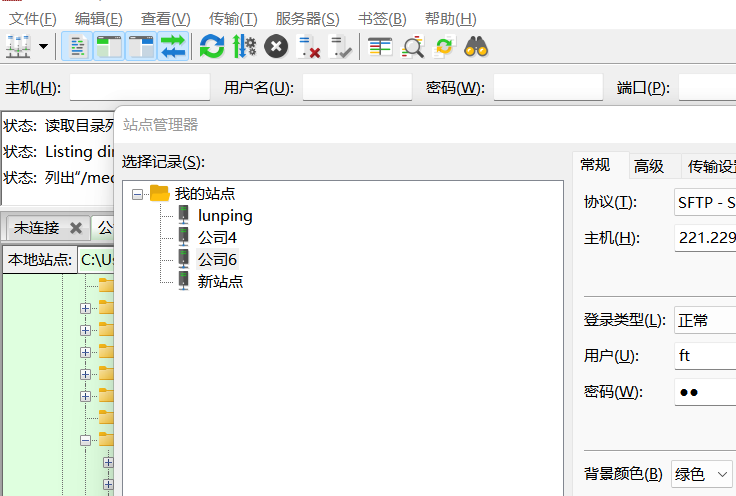 文件(F) 编辑(E) 查看(V) 传输(T) 服务器(S) 书签(B) 帮助(H)
主机(H): 用户名(U): 密码(W): 端口(P):
状态: 读取目录列
状态: Listing dir
状态: 列出"/med
未连接
公
本地站点: C:\Us
站点管理器
选择记录(S):
我的站点
lunping
公司4
公司6
新站点
常规 高级 传输设置
协议(T): SFTP - S
主机(H): 221.229
登录类型(L): 正常
用户(U): ft
密码(W): ●●
背景颜色(B) 绿色